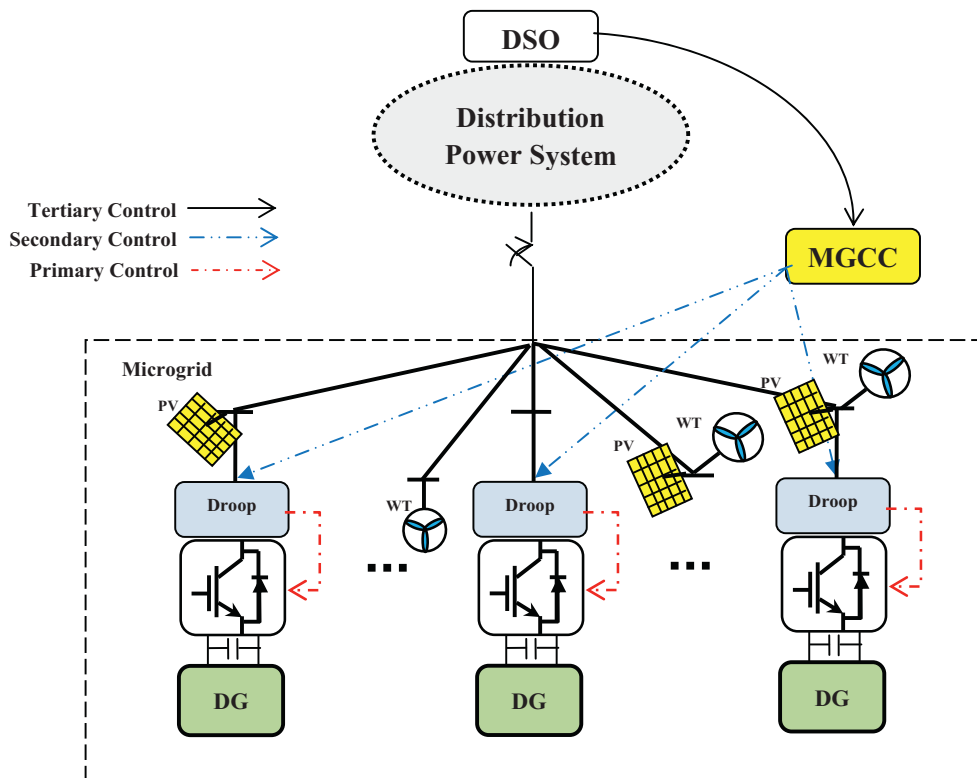 DSO
Distribution
Power System
Tertiary Control
Secondary Control
Primary Control
MGCC
Microgrid
PV
WT
PV
WT
PV
WT
Droop
Droop
Droop
DG
DG
DG